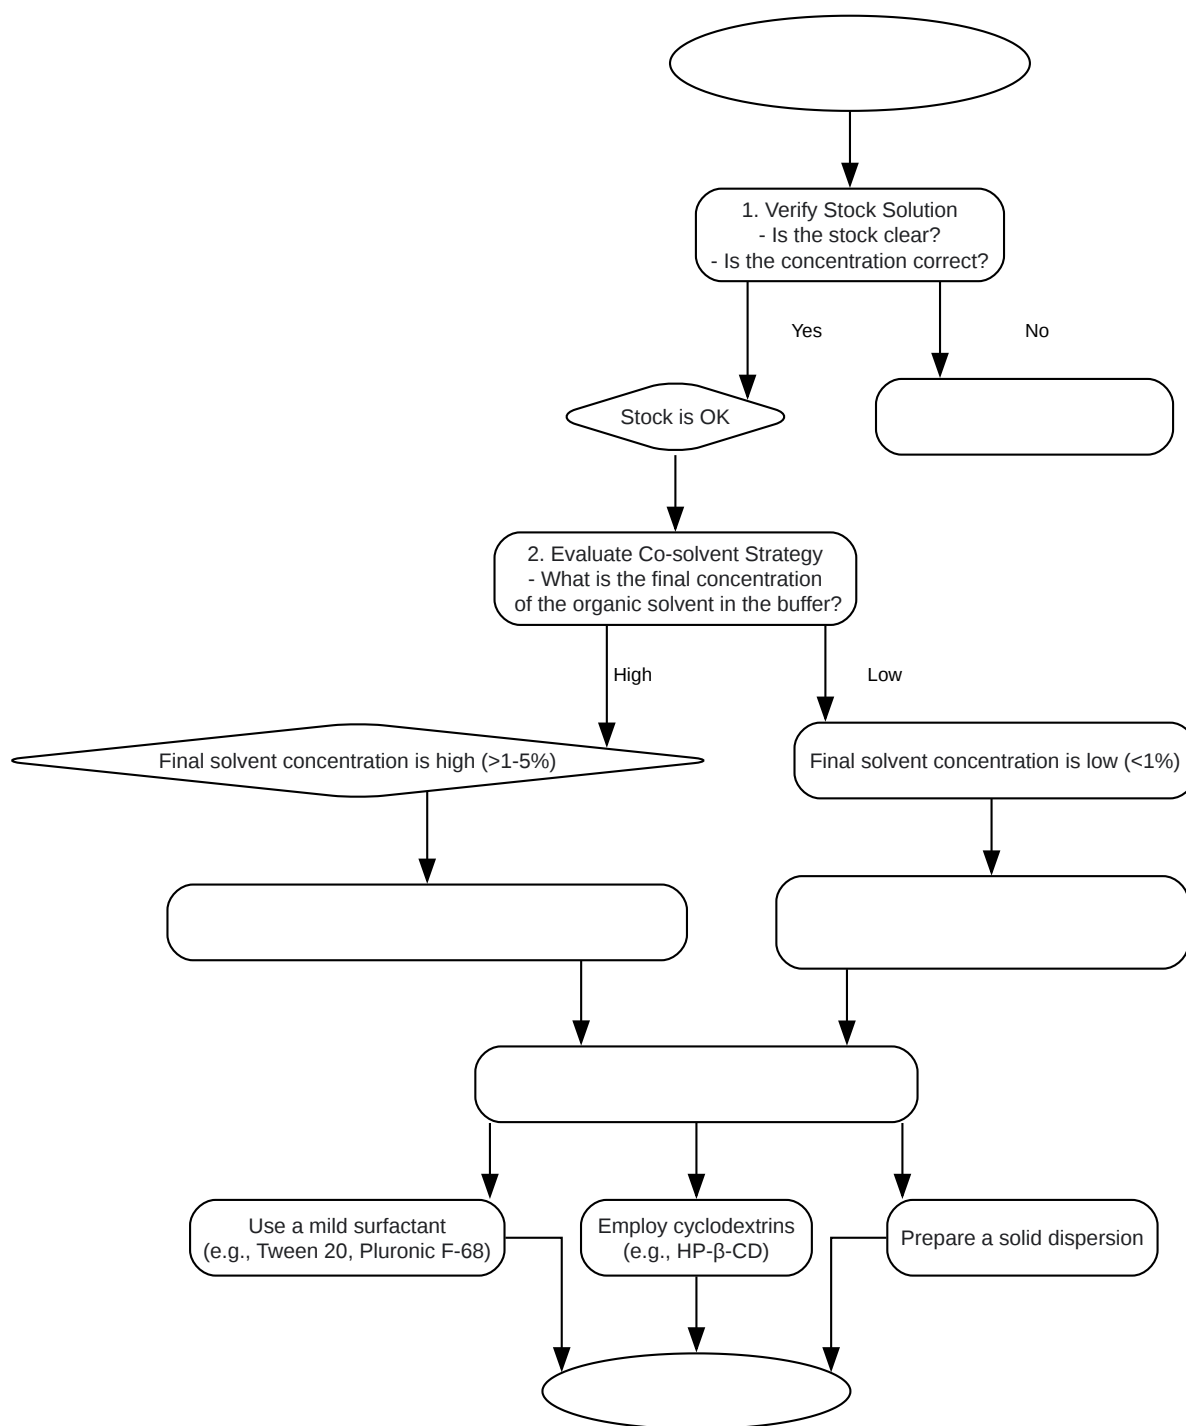 1. Verify Stock Solution
- Is the stock clear?
- Is the concentration correct?
Yes
No
Stock is OK
2. Evaluate Co-solvent Strategy
- What is the final concentration
of the organic solvent in the buffer?
High
Low
Final solvent concentration is high (>1-5%)
Final solvent concentration is low (<1%)
Use a mild surfactant
(e.g., Tween 20, Pluronic F-68)
Employ cyclodextrins
(e.g., HP-β-CD)
Prepare a solid dispersion